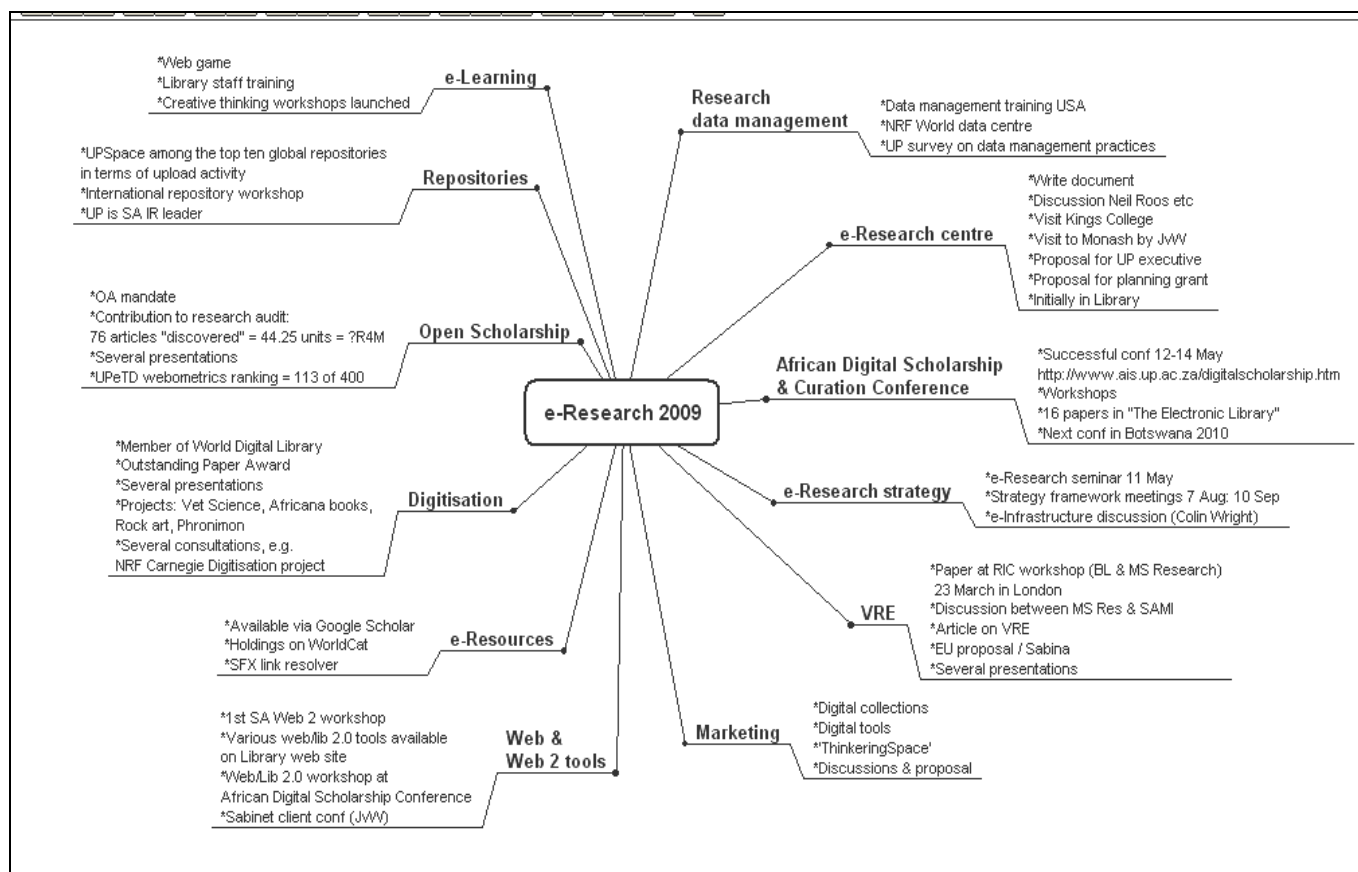 *Web game
*Library staff training
*Creative thinking workshops launched
e-Learning
*UPSpace among the top ten global repositories
in terms of upload activity
*International repository workshop
*UP is SA IR leader
Repositories
*OA mandate
*Contribution to research audit:
76 articles "discovered" = 44.25 units = ?R4M
*Several presentations
*UPeTD webometrics ranking = 113 of 400
Open Scholarship
*Member of World Digital Library
*Outstanding Paper Award
*Several presentations
*Projects: Vet Science, Africana books,
Rock art, Phronimon
*Several consultations, e.g.
NRF Carnegie Digitisation project
Digitisation
*Available via Google Scholar
*Holdings on WorldCat
*SFX link resolver
e-Resources
*1st SA Web 2 workshop
*Various web/lib 2.0 tools available
on Library web site
*Web/Lib 2.0 workshop at
African Digital Scholarship Conference
*Sabinet client conf (JvW)
Web &
Web 2 tools
e-Research 2009
Research
data management
*Data management training USA
*NRF World data centre
*UP survey on data management practices
e-Research centre
*Write document
*Discussion Neil Roos etc
*Visit Kings College
*Visit to Monash by JvW
*Proposal for UP executive
*Proposal for planning grant
*Initially in Library
African Digital Scholarship
& Curation Conference
*Successful conf 12-14 May
http://www.ais.up.ac.za/digitalscholarship.htm
*Workshops
*16 papers in "The Electronic Library"
*Next conf in Botswana 2010
e-Research strategy
*e-Research seminar 11 May
*Strategy framework meetings 7 Aug: 10 Sep
*e-Infrastructure discussion (Colin Wright)
VRE
*Paper at RIC workshop (BL & MS Research)
23 March in London
*Discussion between MS Res & SAMI
*Article on VRE
*EU proposal / Sabina
*Several presentations
Marketing
*Digital collections
*Digital tools
*'ThinkeringSpace'
*Discussions & proposal